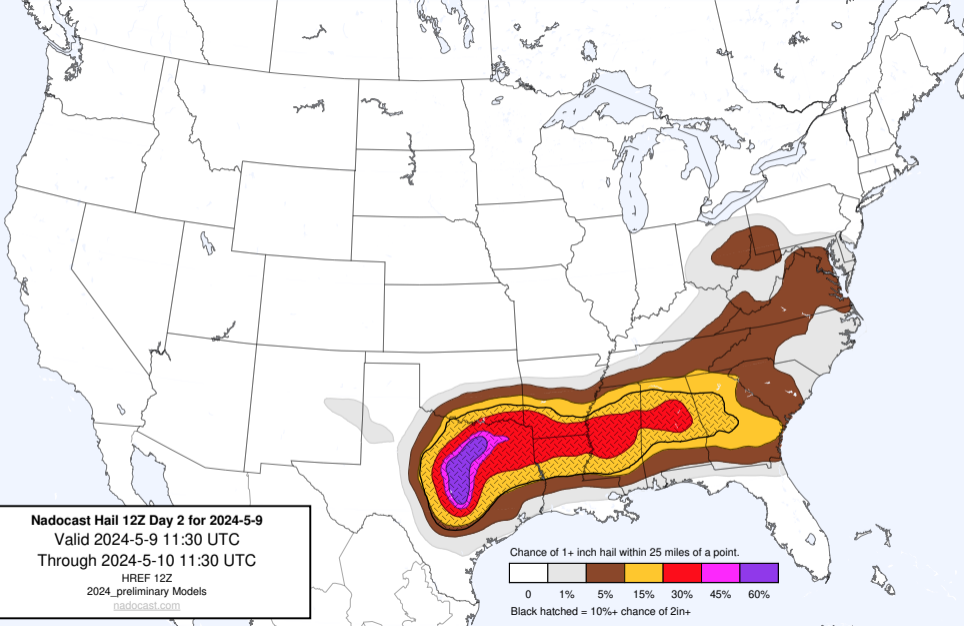 Nadocast Hail 12Z Day 2 for 2024-5-9
Valid 2024-5-9 11:30 UTC
Through 2024-5-10 11:30 UTC
HREF 12Z
2024_preliminary Models
nadocast.com
Chance of 1+ inch hail within 25 miles of a point.
0 1% 5% 15% 30% 45% 60%
Black hatched = 10%+ chance of 2in+